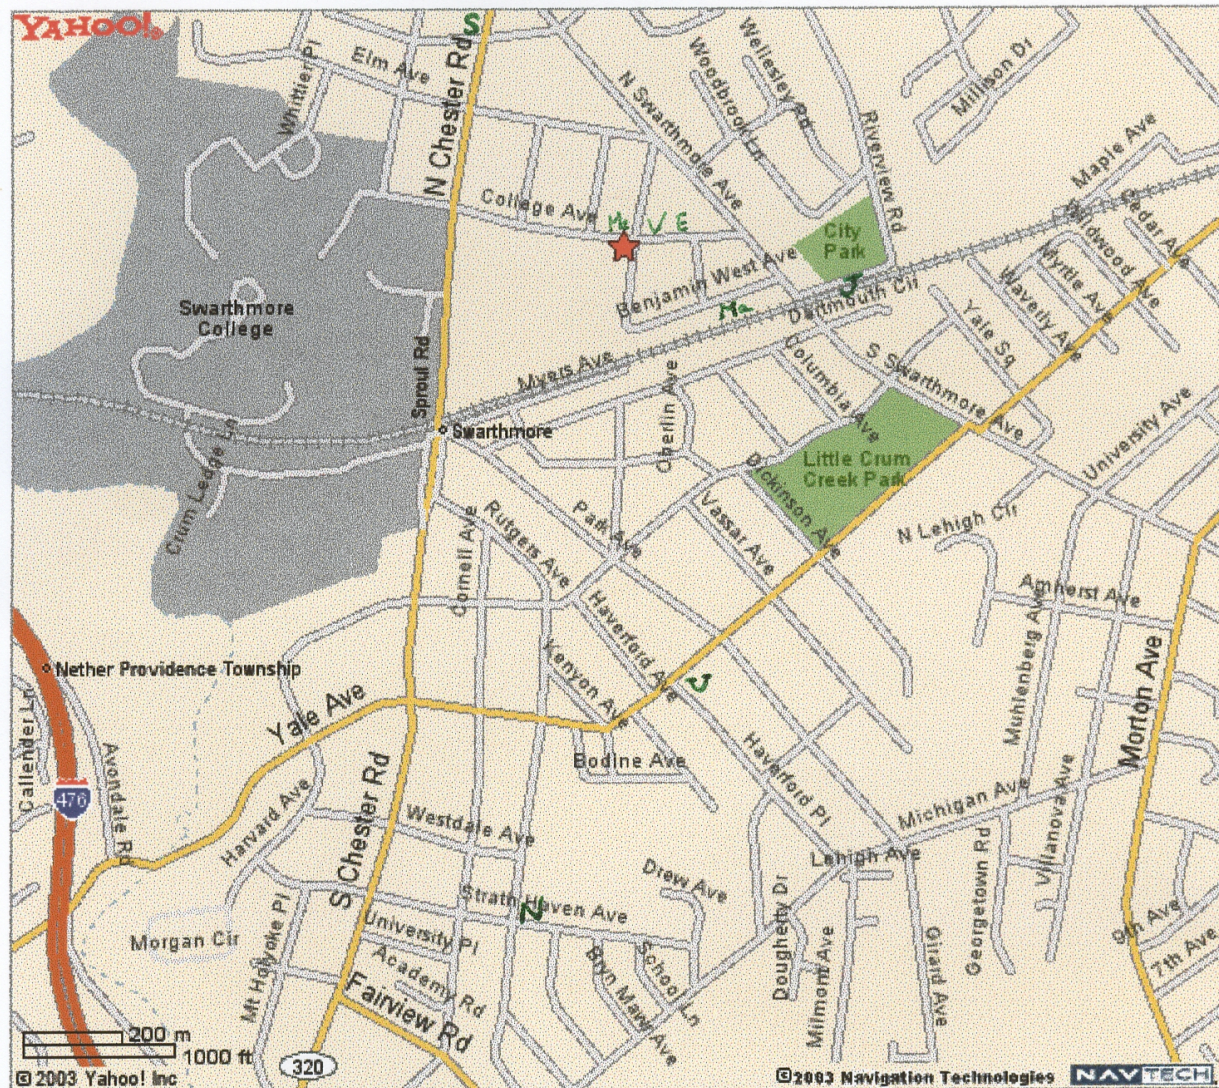 YAHOO!®
S
Whittier Pl
Elm Ave
N Chester Rd
N Swarthmore Ave
Woodbrook Ln
Wellesley Rd
Riverview Rd
Millison Dr
Maple Ave
Cedar Ave
Wildwood Ave
Myrtle Ave
Waverly Ave
College Ave
V E
City
Park
J
Benjamin West Ave
Ma
Dartmouth Cir
Yale Sq
Swarthmore
College
Sproul Rd
Myers Ave
Columbia Ave
S Swarthmore Ave
Swarthmore
Oberlin Ave
University Ave
Little Crum
Creek Park
Dickinson Ave
Crum Ledge Ln
Rutgers Ave
Park Ave
Vassar Ave
N Lehigh Cir
Cornell Ave
Amherst Ave
Muhlenberg Ave
Haverford Ave
Kenyon Ave
Nether Providence Township
Yale Ave
Callender Ln
Avondale Rd
476
Bodine Ave
Haverford Pl
Morton Ave
Harvard Ave
S Chester Rd
Westdale Ave
Michigan Ave
Villanova Ave
Lehigh Ave
Georgetown Rd
Drew Ave
Strath Haven Ave
N
University Pl
Morgan Cir
Mt Holyoke Pl
Academy Rd
Fairview Rd
Bryn Mawr Ave
School Ln
Dougherty Dr
Milmont Ave
Girard Ave
9th Ave
7th Ave
200 m
1000 ft
320
©2003 Yahoo! Inc
©2003 Navigation Technologies
NAVTECH